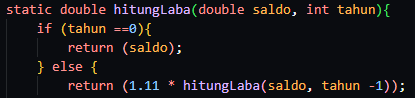 static double hitungLaba(double saldo, int tahun){
if (tahun ==0){
return (saldo);
} else {
return (1.11 * hitungLaba(saldo, tahun -1));